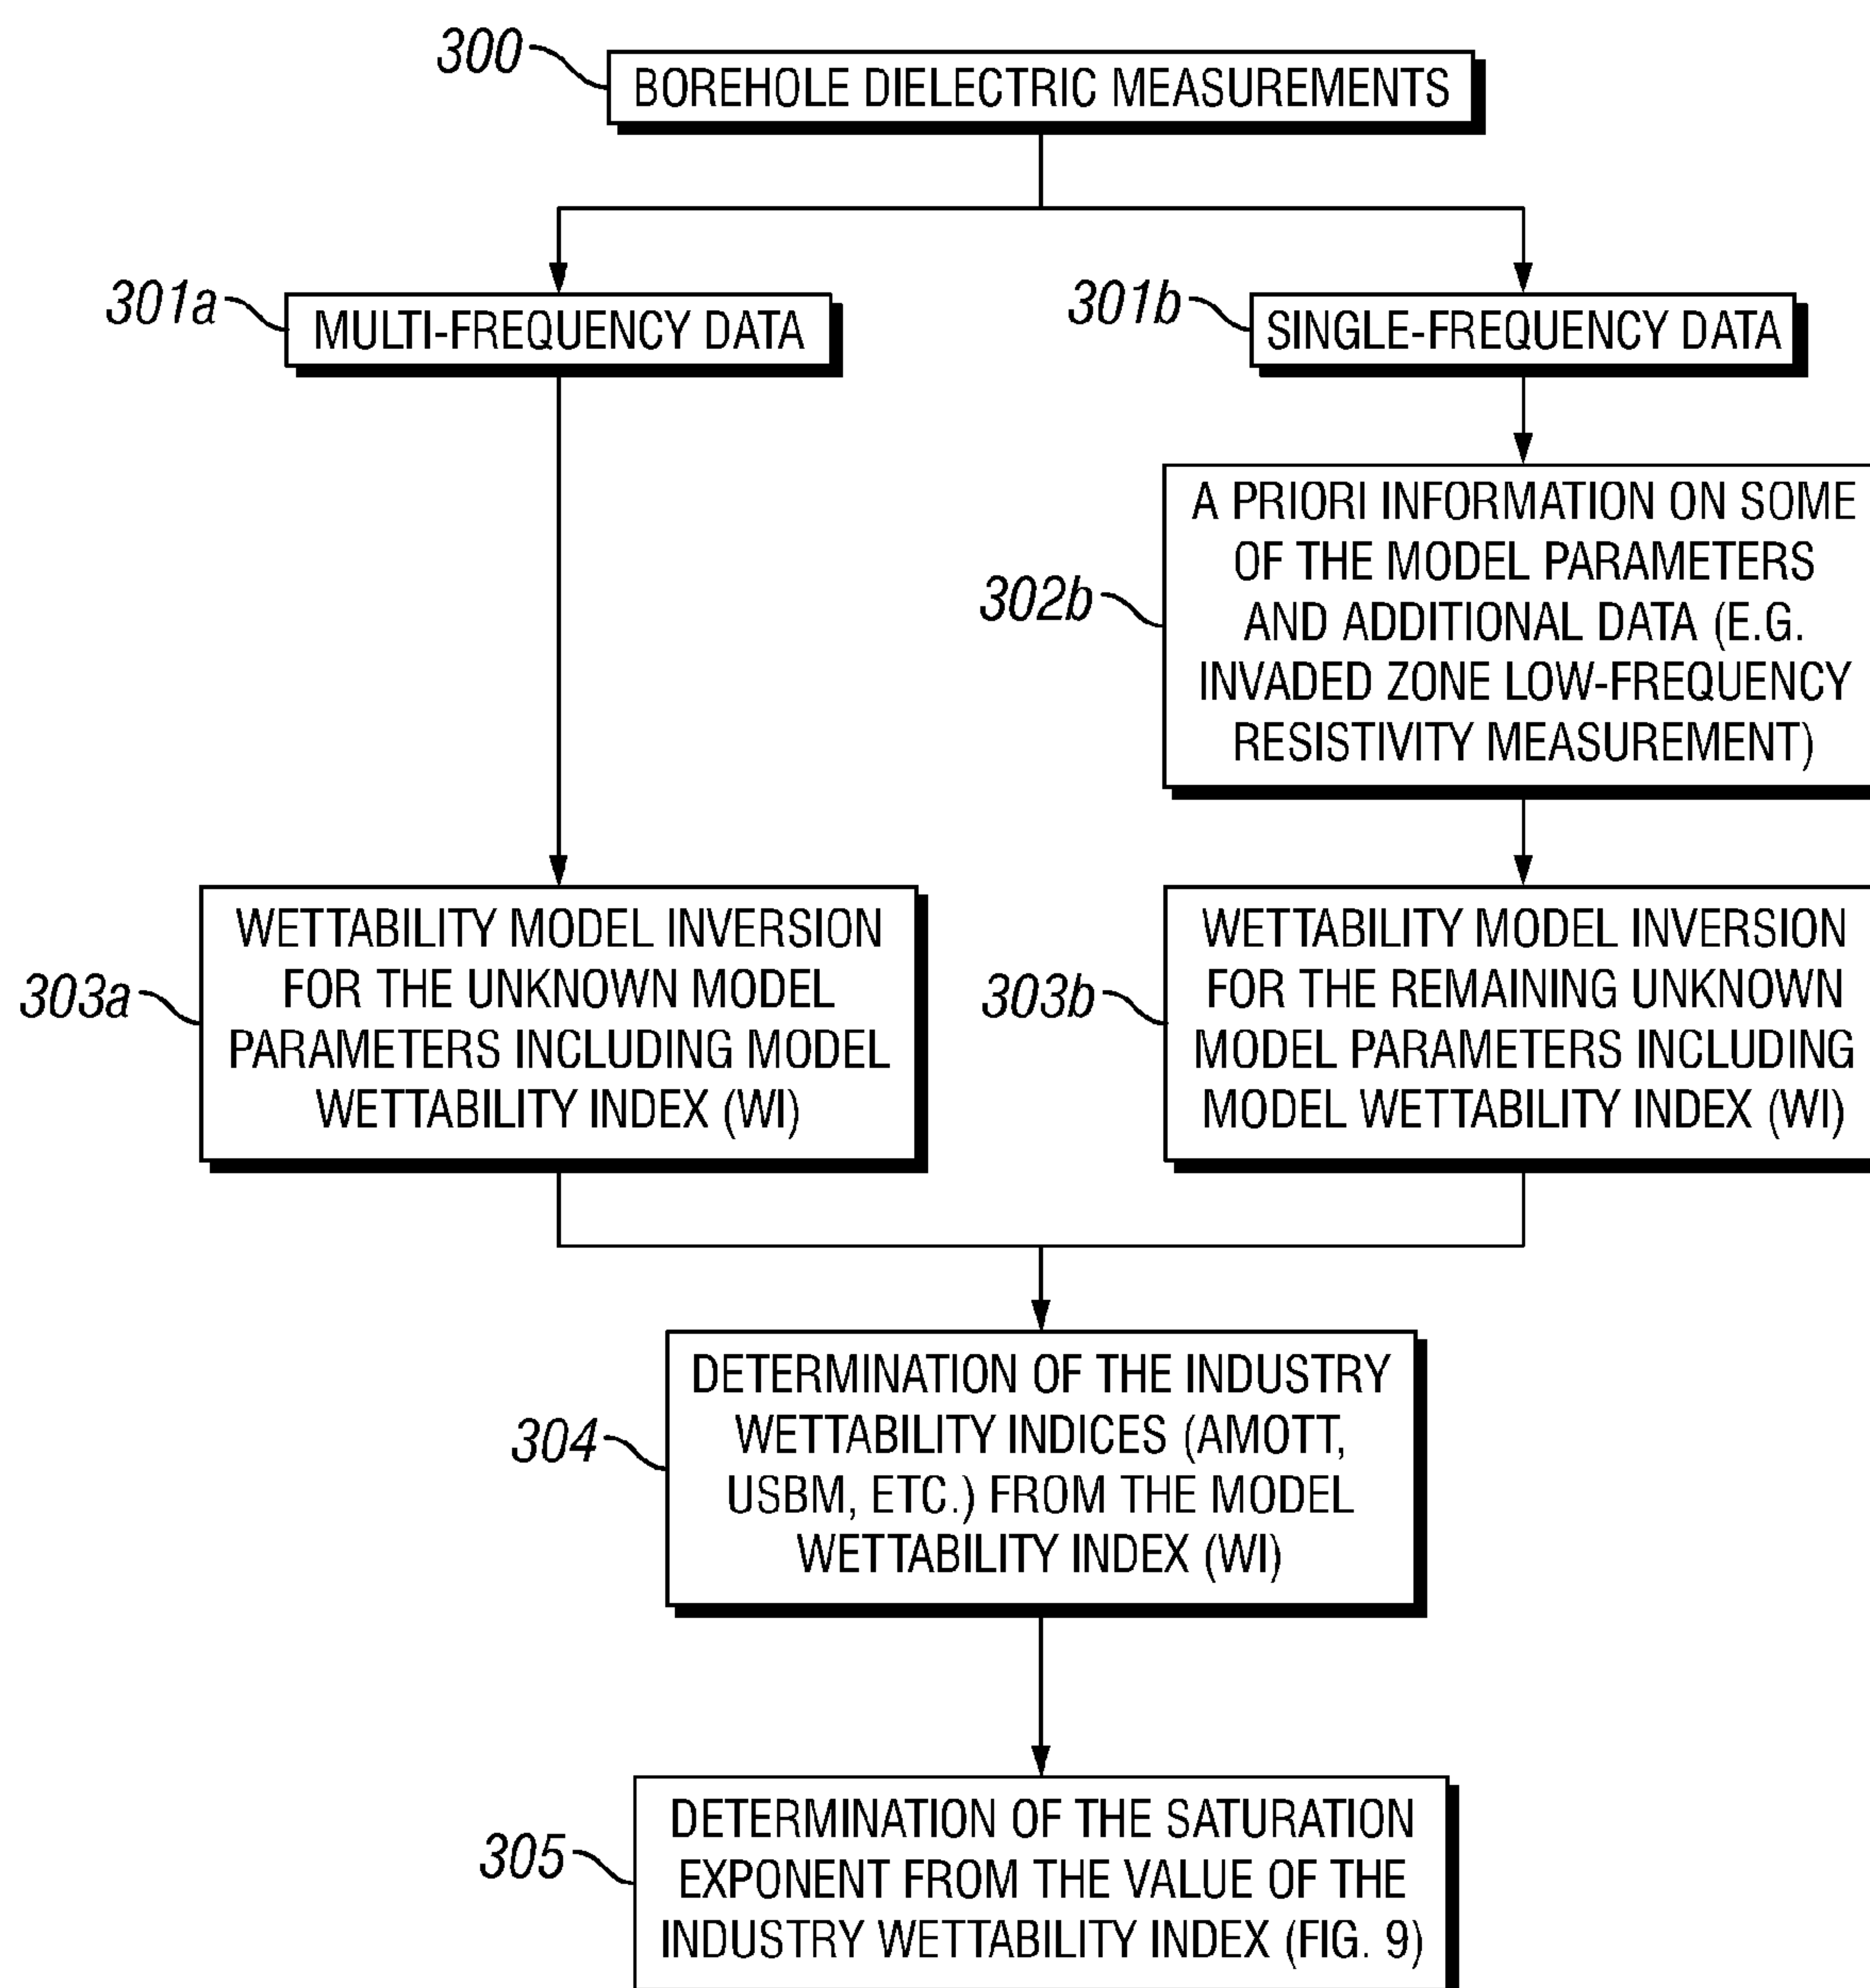 300
BOREHOLE DIELECTRIC MEASUREMENTS
301a
MULTI-FREQUENCY DATA
301b
SINGLE-FREQUENCY DATA
302b
A PRIORI INFORMATION ON SOME
OF THE MODEL PARAMETERS
AND ADDITIONAL DATA (E.G.
INVADED ZONE LOW-FREQUENCY
RESISTIVITY MEASUREMENT)
303a
WETTABILITY MODEL INVERSION
FOR THE UNKNOWN MODEL
PARAMETERS INCLUDING MODEL
WETTABILITY INDEX (WI)
303b
WETTABILITY MODEL INVERSION
FOR THE REMAINING UNKNOWN
MODEL PARAMETERS INCLUDING
MODEL WETTABILITY INDEX (WI)
304
DETERMINATION OF THE INDUSTRY
WETTABILITY INDICES (AMOTT,
USBM, ETC.) FROM THE MODEL
WETTABILITY INDEX (WI)
305
DETERMINATION OF THE SATURATION
EXPONENT FROM THE VALUE OF THE
INDUSTRY WETTABILITY INDEX (FIG. 9)